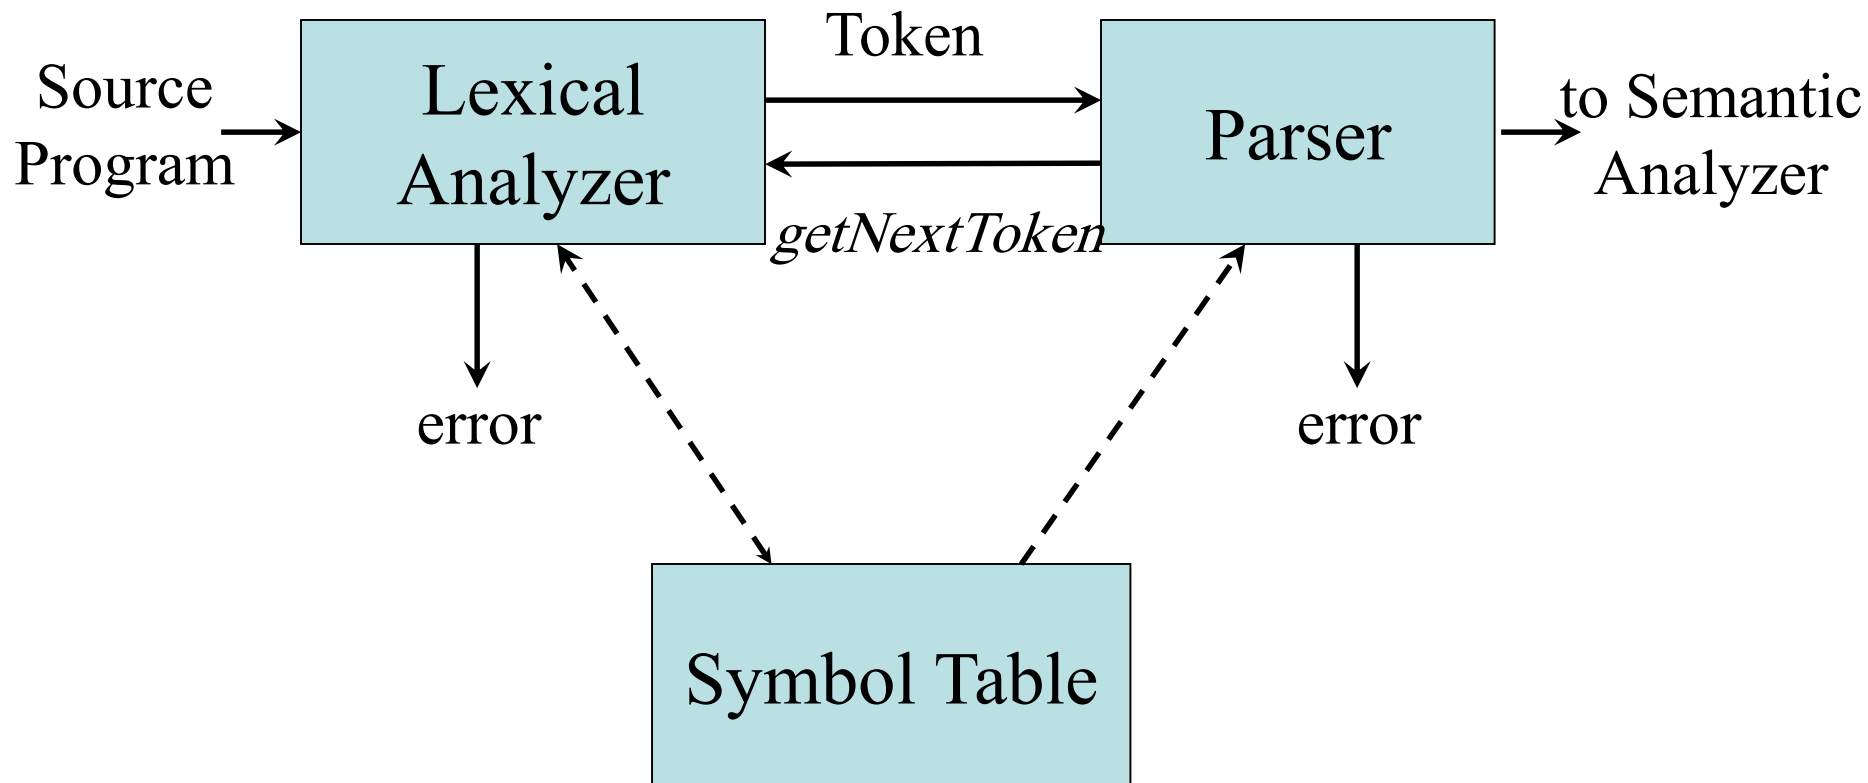 Source
Program
Lexical
Analyzer
Token
getNextToken
Parser
to Semantic
Analyzer
error
error
Symbol Table